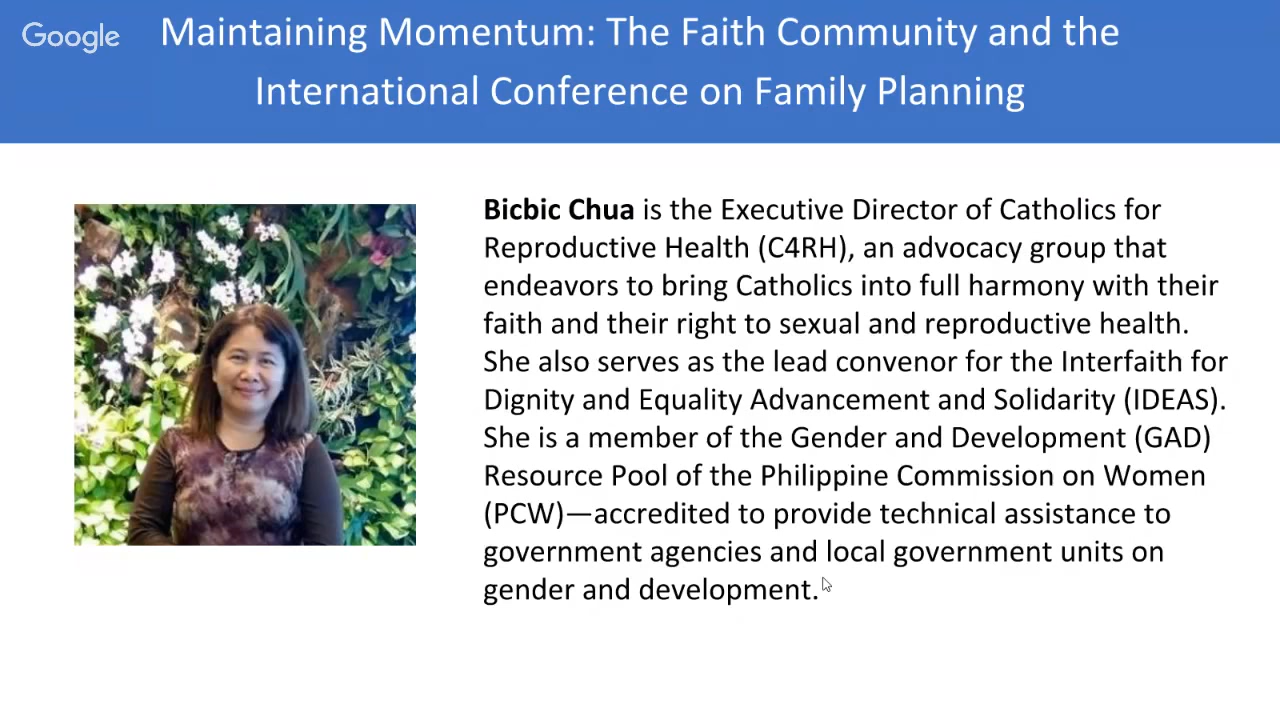 Google
Maintaining Momentum: The Faith Community and the
International Conference on Family Planning
Bicbic Chua is the Executive Director of Catholics for
Reproductive Health (C4RH), an advocacy group that
endeavors to bring Catholics into full harmony with their
faith and their right to sexual and reproductive health.
She also serves as the lead convenor for the Interfaith for
Dignity and Equality Advancement and Solidarity (IDEAS).
She is a member of the Gender and Development (GAD)
Resource Pool of the Philippine Commission on Women
(PCW)—accredited to provide technical assistance to
government agencies and local government units on
gender and development.